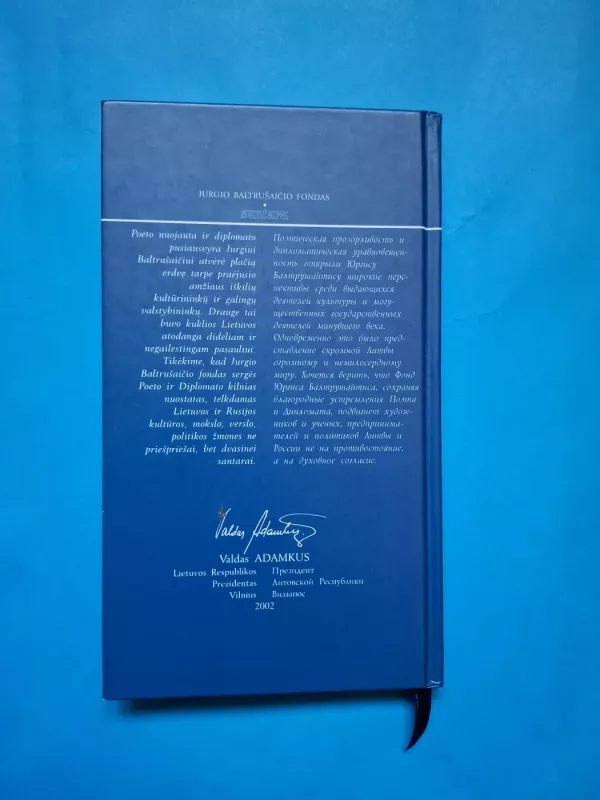 JURGIO BALTRUŠAIČIO FONDAS
Poeto nuojauta ir diplomato
pusiausvyra Jurgiui
Baltrušaičiui atvėrė plačią
erdvę tarpe praėjusio
amžiaus iškilių
kultūrininkų ir galingų
valstybininkų. Drauge tai
buvo kuklios Lietuvos
atodanga dideliam ir
negailestingam pasauliui.
Tikėkime, kad Jurgio
Baltrušaičio fondas sergės
Poeto ir Diplomato kilnias
nuostatas, telkdamas
Lietuvos ir Rusijos
kultūros, mokslo, verslo,
politikos žmones ne
priešpriešai, bet dvasinei
santarai.
Поэтическая прозорливость и
дипломатическая уравновешен-
ность открыли Юргису
Балтрушайтису широкие перс-
пективы среди выдающихся
деятелей культуры и могу-
щественных государственных
деятелей минувшего века.
Одновременно это было пред-
ставление скромной Литвы
огромному и немилосердному
миру. Хочется верить, что Фонд
Юргиса Балтрушайтиса, сохраняя
благородные устремления Поэта
и Дипломата, подвигнет худож-
ников и ученых, предпринима-
телей и политиков Литвы и
России не на противостояние,
а на духовное согласие.
Valdas Adamkus
Valdas ADAMKUS
Lietuvos Respublikos Президент
Prezidentas Литовской Республики
Vilnius Вильнюс
2002